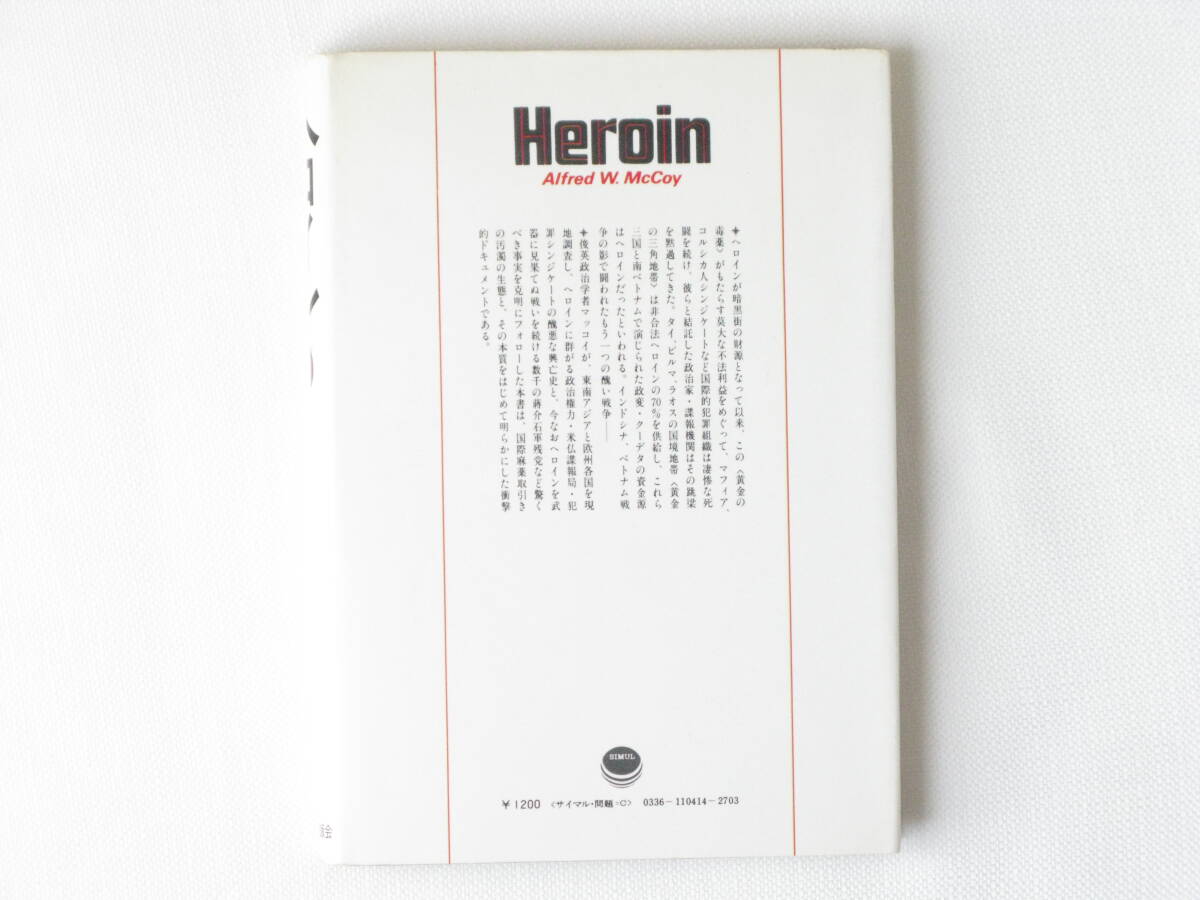 Heroin
Alfred W. McCoy
✦ヘロインが暗黒街の財源となって以来、この〈黄金の
毒薬〉がもたらす莫大な不法利益をめぐって、マフィア、
コルシカ人シンジケートなど国際的犯罪組織は凄惨な死
闘を続け、彼らと結託した政治家・諜報機関はその跳梁
を黙過してきた。タイ、ビルマ、ラオスの国境地帯〈黄金
の三角地帯〉は非合法ヘロインの70%を供給し、これら
三国と南ベトナムで演じられた政変・クーデタの資金源
はヘロインだったといわれる。インドシナ、ベトナム戦
争の影で闘われたもう一つの醜い戦争——
✦俊英政治学者マッコイが、東南アジアと欧州各国を現
地調査し、ヘロインに群がる政治権力・米仏諜報局・犯
罪シンジケートの醜悪な興亡史と、今なおヘロインを武
器に見果てぬ戦いを続ける数千の蔣介石軍残党など驚く
べき事実を克明にフォローした本書は、国際麻薬取引き
の汚濁の生態と、その本質をはじめて明らかにした衝撃
的ドキュメントである。
SIMUL
¥1200 〈サイマル・問題=C〉 0336-110414-2703
会